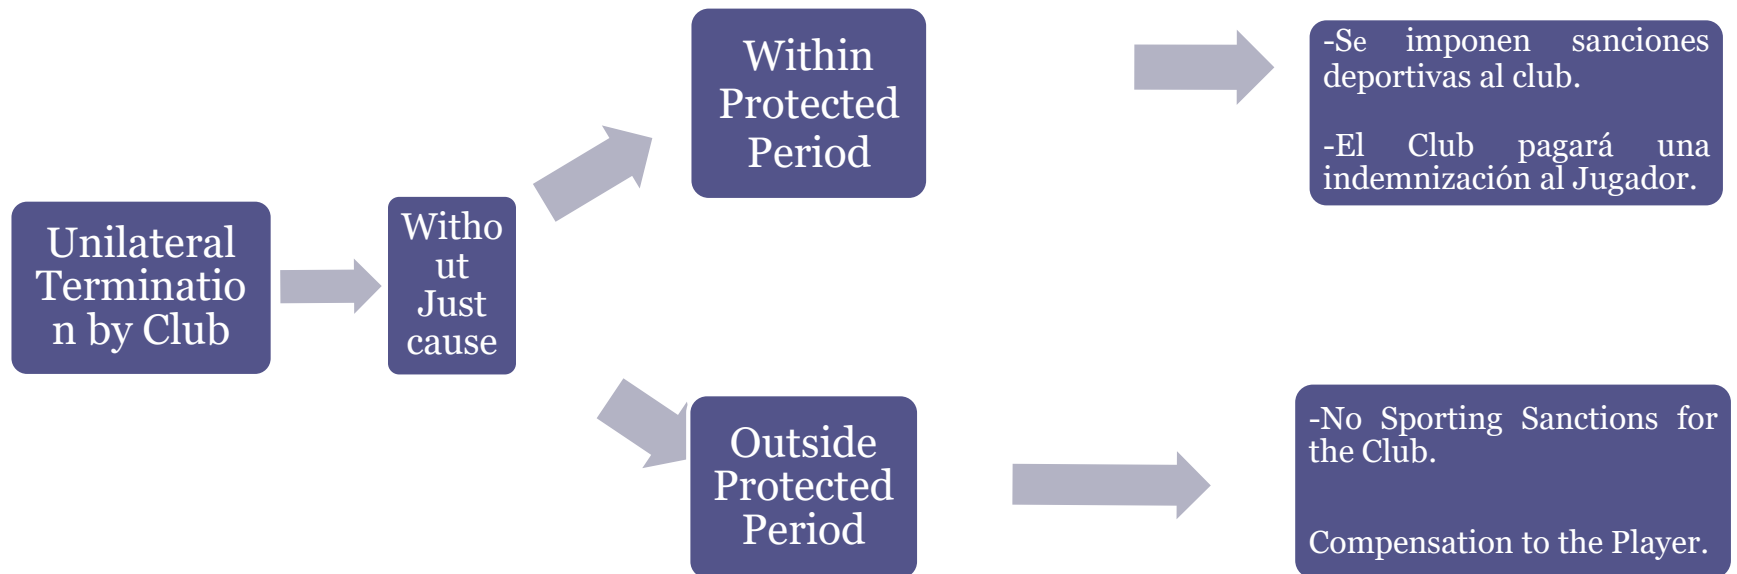 Unilateral
Terminatio
n by Club
Witho
ut
Just
cause
Within
Protected
Period
-Se imponen sanciones
deportivas al club.
-El Club pagará una
indemnización al Jugador.
Outside
Protected
Period
-No Sporting Sanctions for
the Club.
Compensation to the Player.